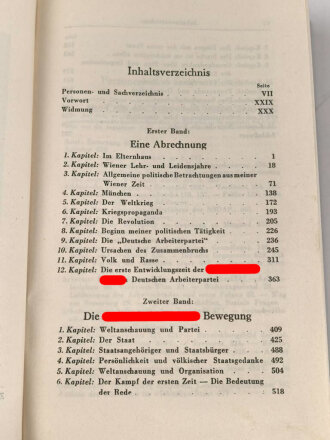 Inhaltsverzeichnis
Seite
Personen- und Sachverzeichnis . . . . . . . VII
Vorwort . . . . . . . . . . . . . XXIX
Widmung . . . . . . . . . . . . . XXX
Erster Band:
Eine Abrechnung
1. Kapitel: Im Elternhaus . . . . . . . . 1
2. Kapitel: Wiener Lehr- und Leidensjahre . . . . 18
3. Kapitel: Allgemeine politische Betrachtungen aus meiner
Wiener Zeit . . . . . . . . 71
4. Kapitel: München . . . . . . . . . 138
5. Kapitel: Der Weltkrieg . . . . . . . . 172
6. Kapitel: Kriegspropaganda . . . . . . . 193
7. Kapitel: Die Revolution . . . . . . . . 205
8. Kapitel: Beginn meiner politischen Tätigkeit . . . 226
9. Kapitel: Die „Deutsche Arbeiterpartei" . . . . 236
10. Kapitel: Ursachen des Zusammenbruchs . . . . 245
11. Kapitel: Volk und Rasse . . . . . . . . 311
12. Kapitel: Die erste Entwicklungszeit der
Deutschen Arbeiterpartei . . . 363
Zweiter Band:
Die Bewegung
1. Kapitel: Weltanschauung und Partei . . . . . 409
2. Kapitel: Der Staat . . . . . . . . . 425
3. Kapitel: Staatsangehöriger und Staatsbürger . . . 488
4. Kapitel: Persönlichkeit und völkischer Staatsgedanke 492
5. Kapitel: Weltanschauung und Organisation . . . 504
6. Kapitel: Der Kampf der ersten Zeit — Die Bedeutung
der Rede . . . . . . . . . 518